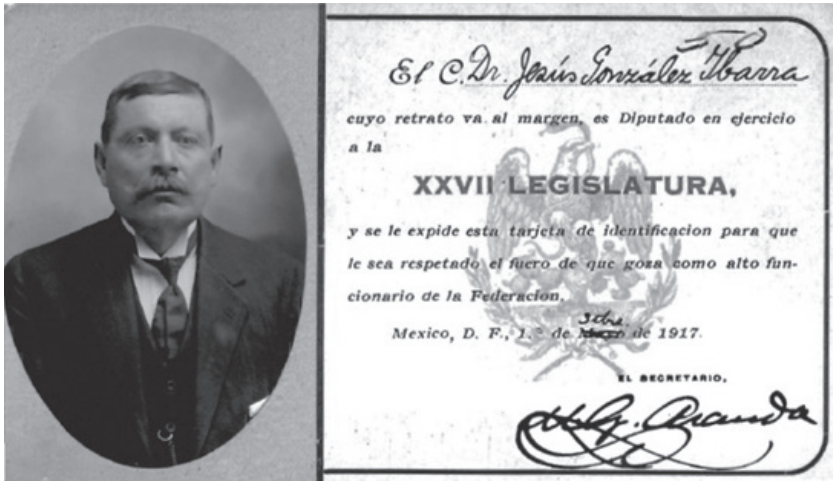 El C. Dr. Jesús González Ibarra
cuyo retrato va al margen, es Diputado en ejercicio
a la
XXVII LEGISLATURA,
y se le expide esta tarjeta de identificacion para que
le sea respetado el fuero de que goza como alto fun-
cionario de la Federacion.
3dre.
Mexico, D. F., 1.º de Mayo de 1917.
EL SECRETARIO,
Aranda